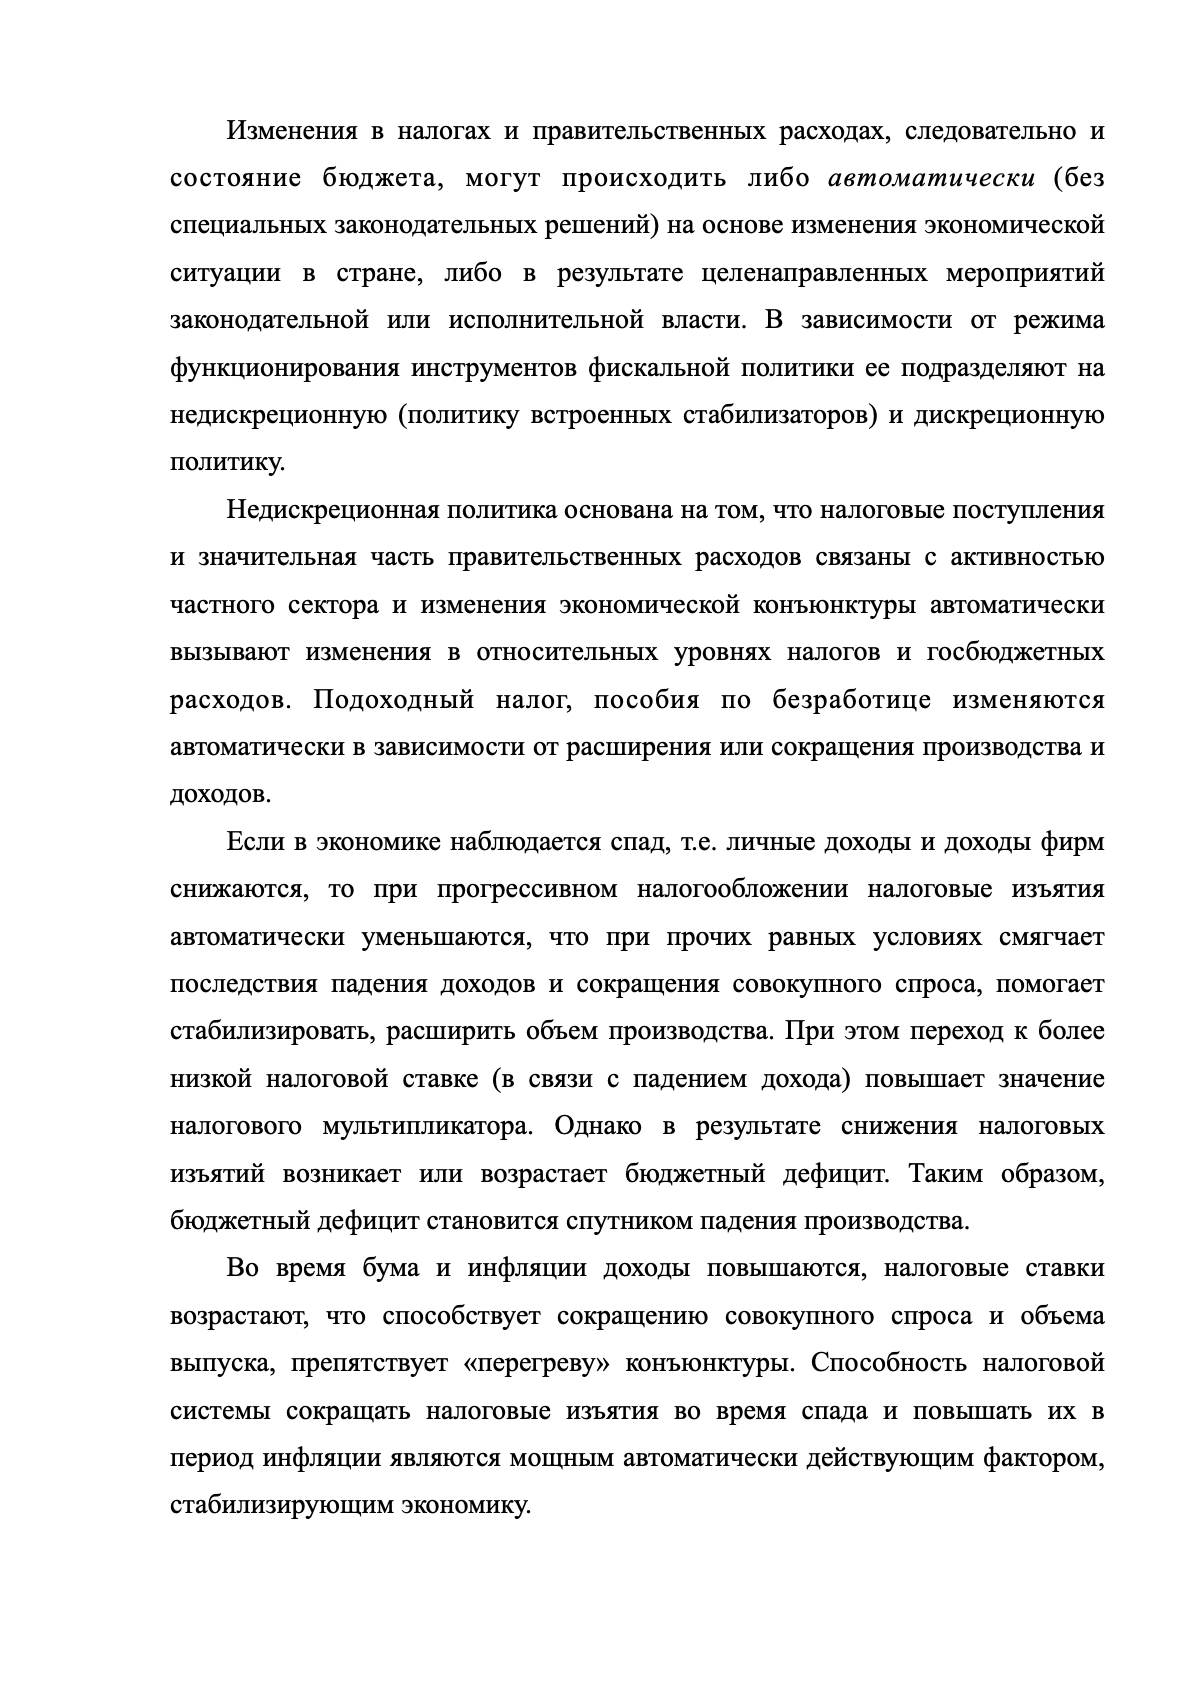 Изменения в налогах и правительственных расходах, следовательно и
состояние бюджета, могут происходить либо автоматически (без
специальных законодательных решений) на основе изменения экономической
ситуации в стране, либо в результате целенаправленных мероприятий
законодательной или исполнительной власти. В зависимости от режима
функционирования инструментов фискальной политики ее подразделяют на
недискреционную (политику встроенных стабилизаторов) и дискреционную
политику.
Недискреционная политика основана на том, что налоговые поступления
и значительная часть правительственных расходов связаны с активностью
частного сектора и изменения экономической конъюнктуры автоматически
вызывают изменения в относительных уровнях налогов и госбюджетных
расходов. Подоходный налог, пособия по безработице изменяются
автоматически в зависимости от расширения или сокращения производства и
доходов.
Если в экономике наблюдается спад, т.е. личные доходы и доходы фирм
снижаются, то при прогрессивном налогообложении налоговые изъятия
автоматически уменьшаются, что при прочих равных условиях смягчает
последствия падения доходов и сокращения совокупного спроса, помогает
стабилизировать, расширить объем производства. При этом переход к более
низкой налоговой ставке (в связи с падением дохода) повышает значение
налогового мультипликатора. Однако в результате снижения налоговых
изъятий возникает или возрастает бюджетный дефицит. Таким образом,
бюджетный дефицит становится спутником падения производства.
Во время бума и инфляции доходы повышаются, налоговые ставки
возрастают, что способствует сокращению совокупного спроса и объема
выпуска, препятствует «перегреву» конъюнктуры. Способность налоговой
системы сокращать налоговые изъятия во время спада и повышать их в
период инфляции являются мощным автоматически действующим фактором,
стабилизирующим экономику.